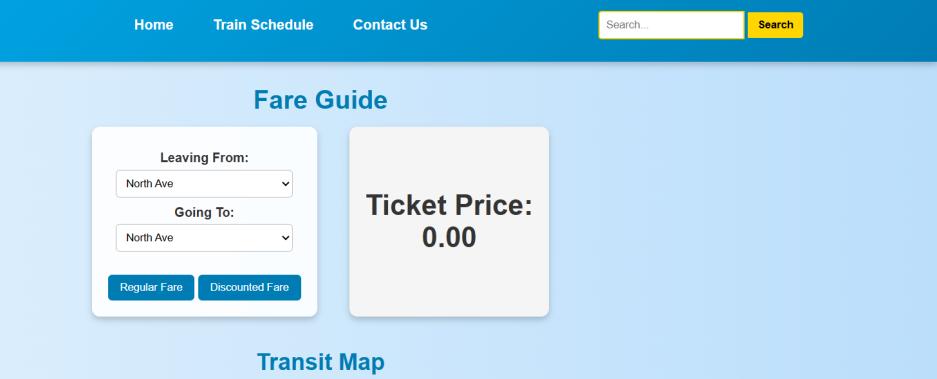 Home Train Schedule Contact Us Search... Search
Fare Guide
Leaving From:
North Ave
Going To:
North Ave
Regular Fare Discounted Fare
Ticket Price:
0.00
Transit Map